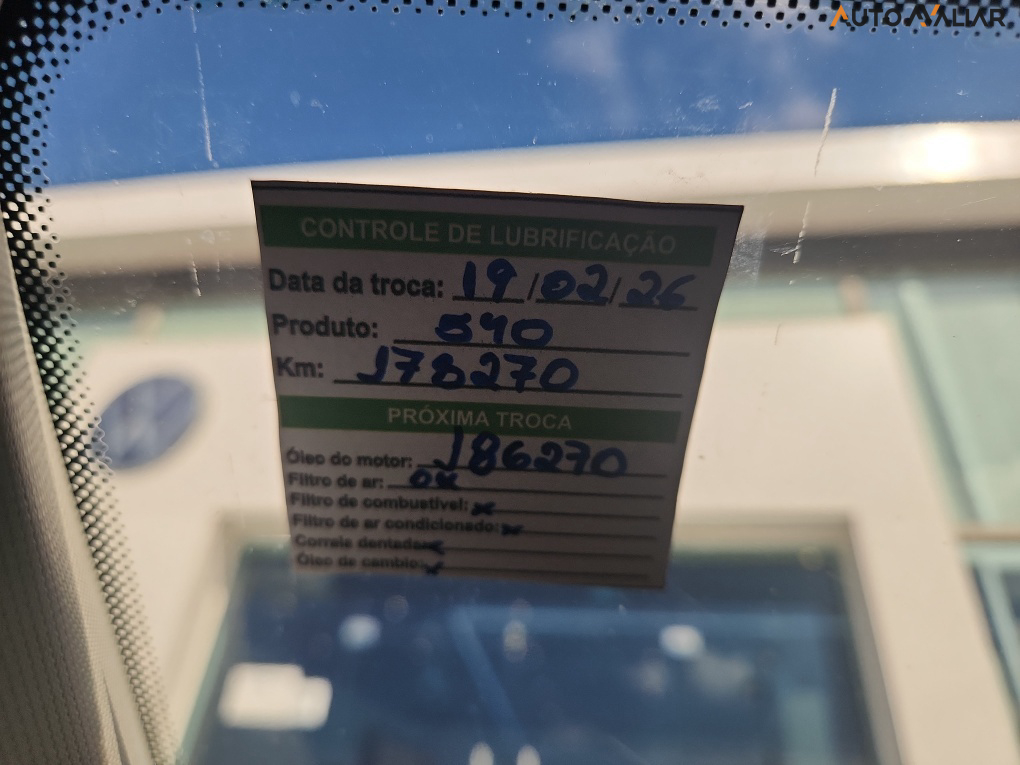 AUTOAVALLAR
CONTROLE DE LUBRIFICAÇÃO
Data da troca: 19/02/26
Produto: 540
Km: 178270
PRÓXIMA TROCA
Óleo do motor: 186270
Filtro de ar: OK
Filtro de combustível: x
Filtro de ar condicionado: x
Correia dentada: x
Óleo de cambio: x